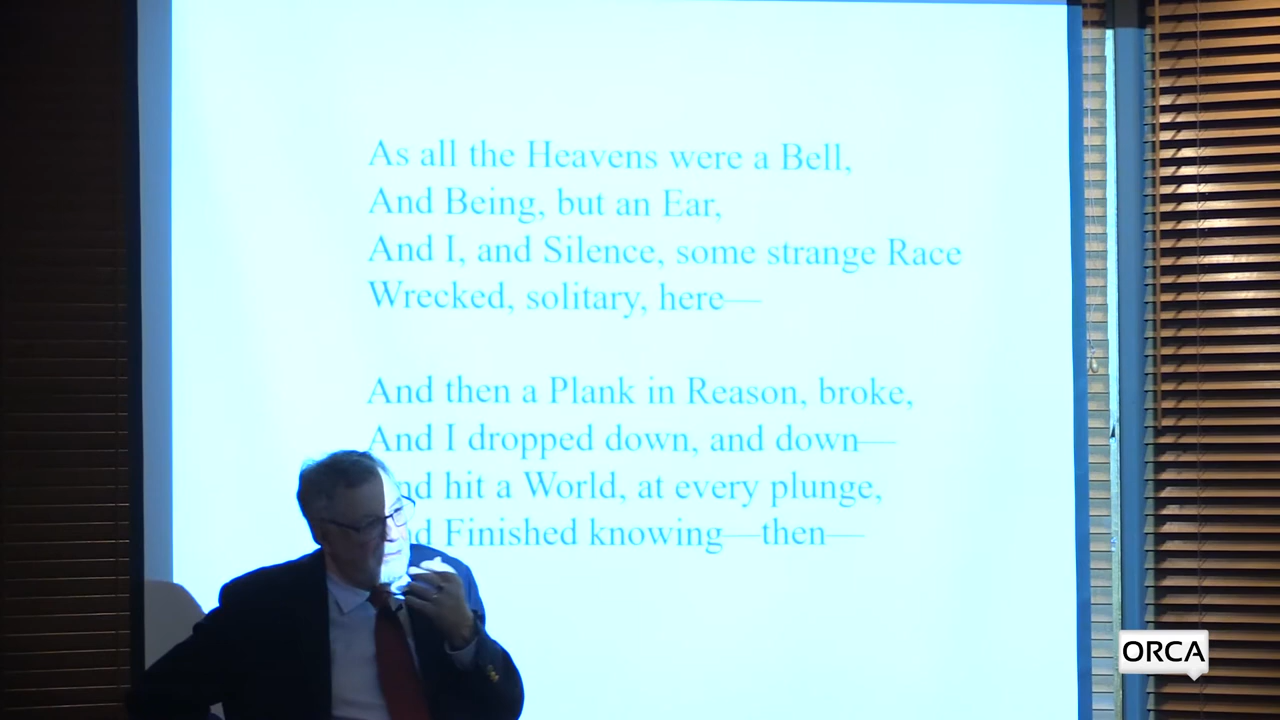 As all the Heavens were a Bell,
And Being, but an Ear,
And I, and Silence, some strange Race
Wrecked, solitary, here—
And then a Plank in Reason, broke,
And I dropped down, and down—
And hit a World, at every plunge,
And Finished knowing—then—
ORCA